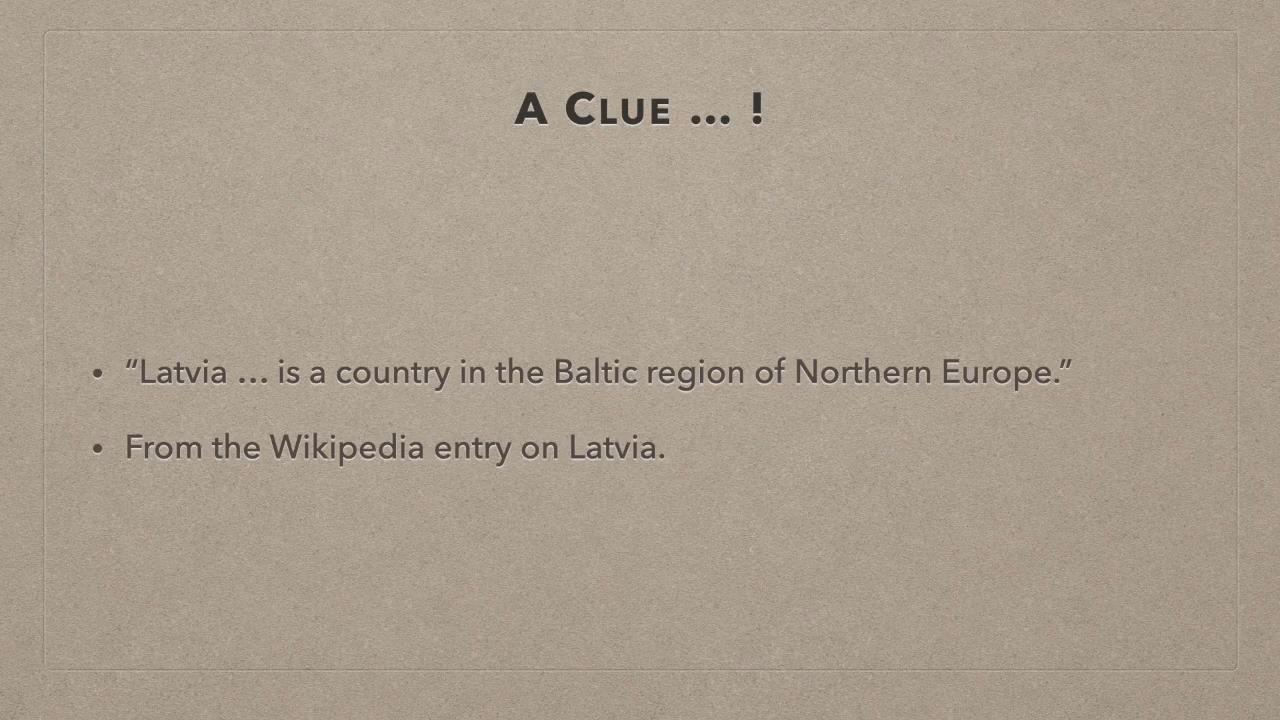 A Clue … !
• “Latvia … is a country in the Baltic region of Northern Europe.”
• From the Wikipedia entry on Latvia.